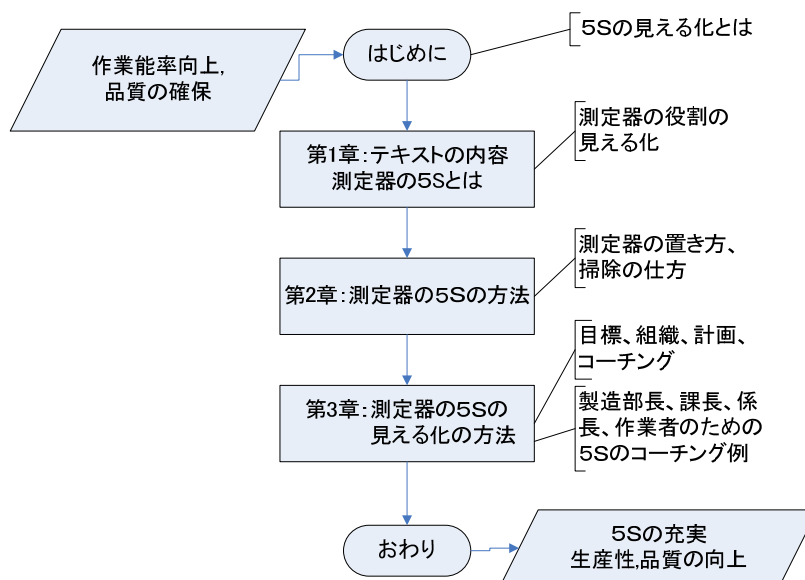 作業能率向上,
品質の確保
はじめに
5Sの見える化とは
第1章:テキストの内容
測定器の5Sとは
測定器の役割の
見える化
第2章:測定器の5Sの方法
測定器の置き方、
掃除の仕方
第3章:測定器の5Sの
見える化の方法
目標、組織、計画、
コーチング
製造部長、課長、係
長、作業者のための
5Sのコーチング例
おわり
5Sの充実
生産性,品質の向上